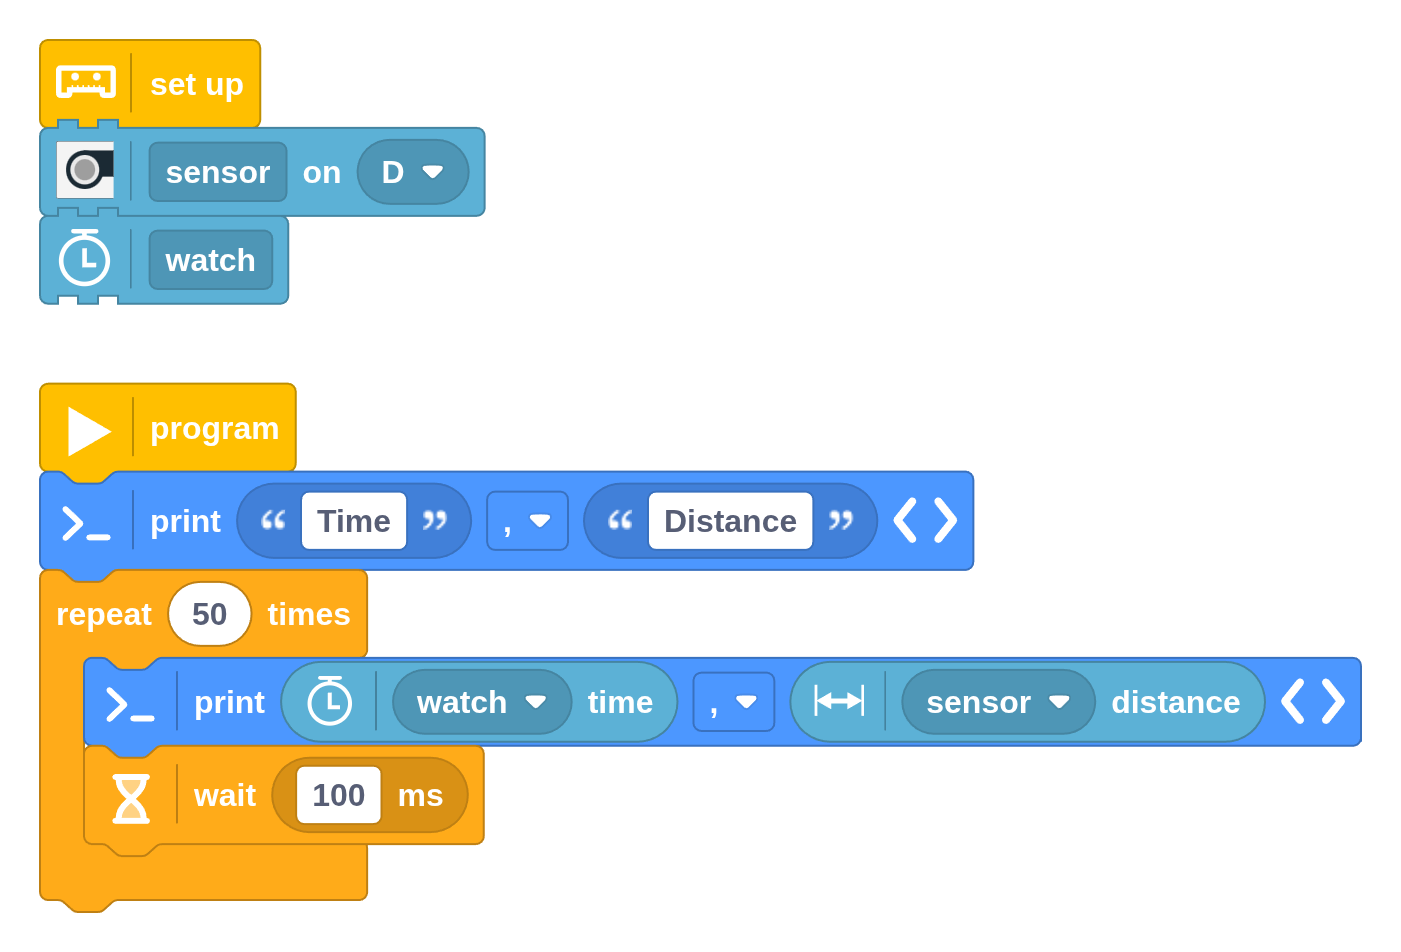 set up
sensor on D
watch
program
print “ Time ” , “ Distance ”
repeat 50 times
print watch time , sensor distance
wait 100 ms